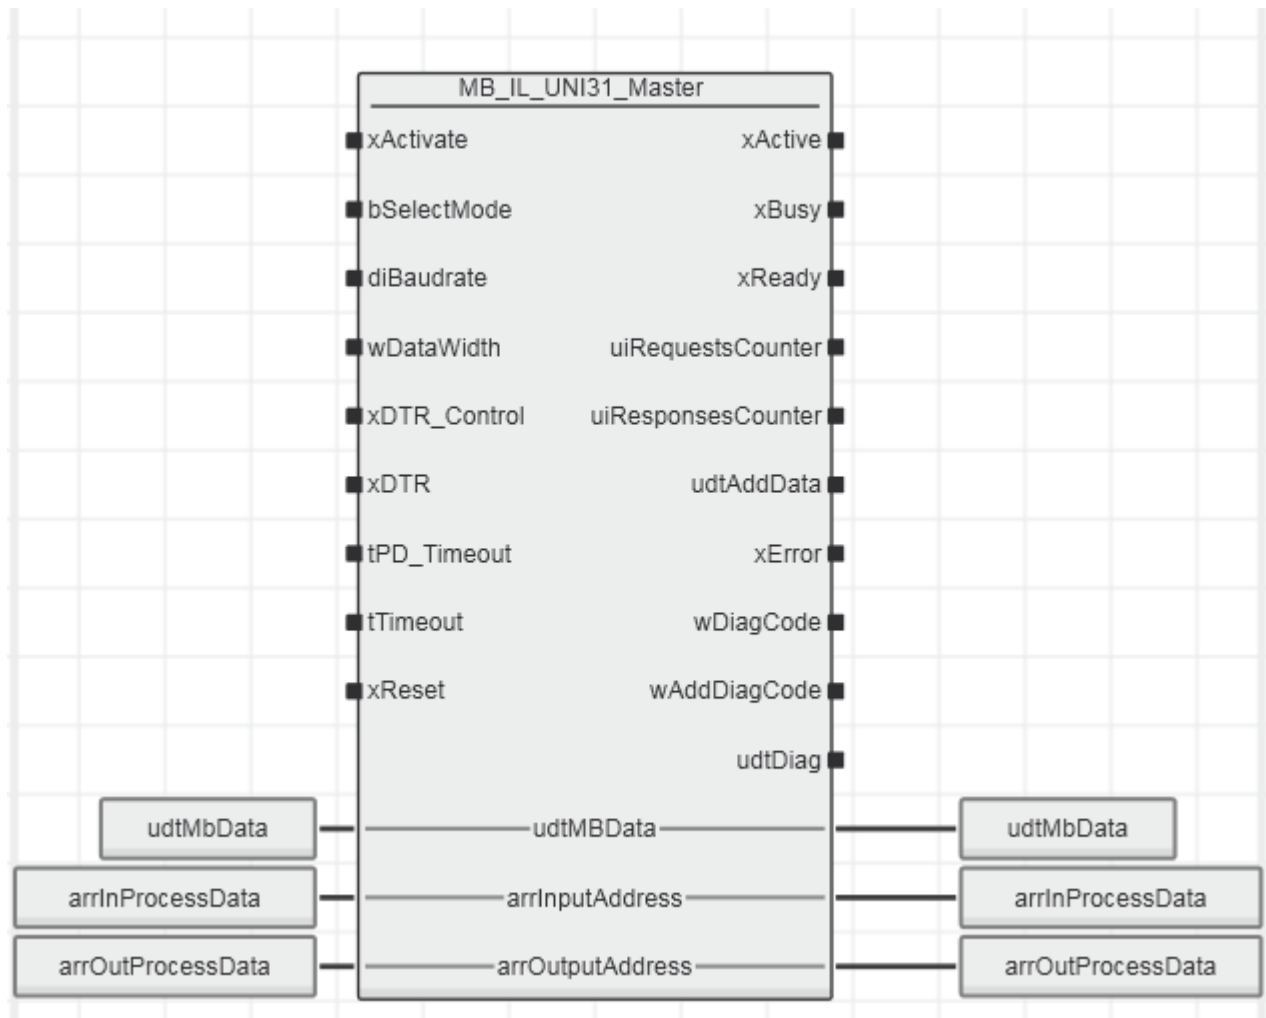 MB_IL_UNI31_Master
xActivate xActive
bSelectMode xBusy
diBaudrate xReady
wDataWidth uiRequestsCounter
xDTR_Control uiResponsesCounter
xDTR udtAddData
tPD_Timeout xError
tTimeout wDiagCode
xReset wAddDiagCode
udtDiag
udtMbData udtMBData udtMbData
arrInProcessData arrInputAddress arrInProcessData
arrOutProcessData arrOutputAddress arrOutProcessData